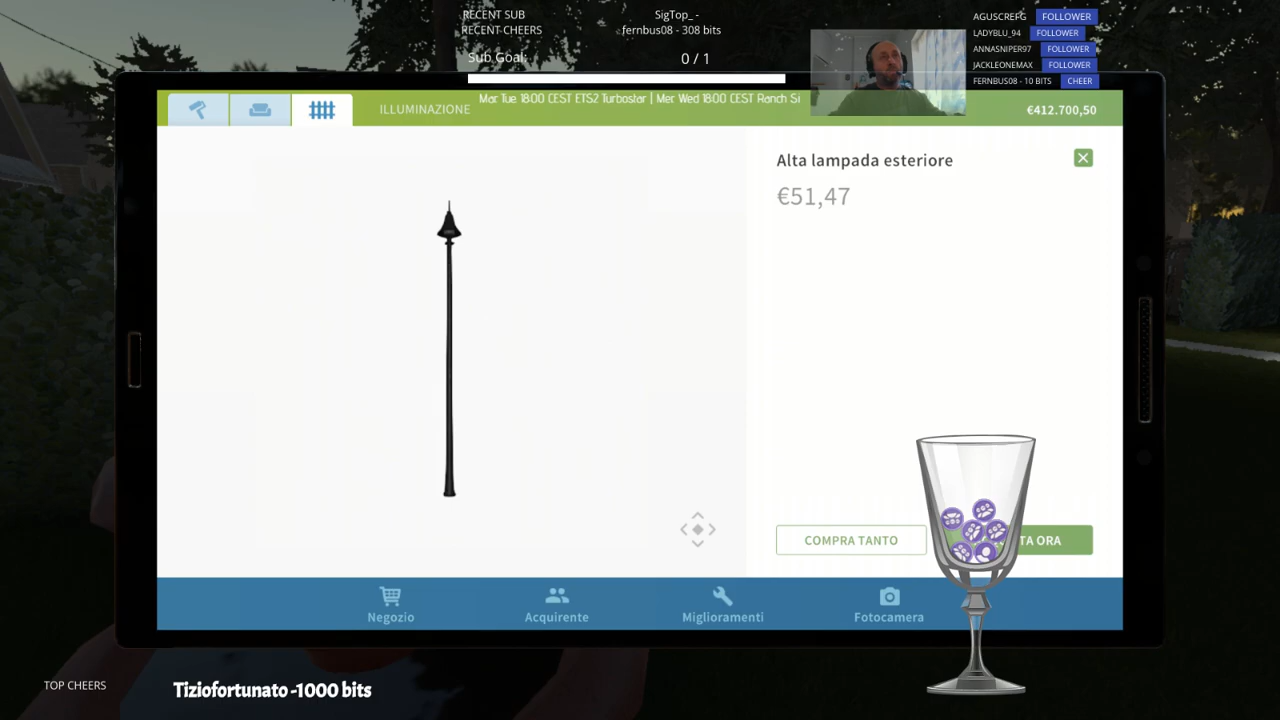 RECENT SUB
SigTop_ -
RECENT CHEERS
fernbus08 - 308 bits
Sub Goal:
0 / 1
AGUSCREFG FOLLOWER
LADYBLU_94 FOLLOWER
ANNASNIPER97 FOLLOWER
JACKLEONEMAX FOLLOWER
FERNBUS08 - 10 BITS CHEER
ILLUMINAZIONE
Mar Tue 18:00 CEST ETS2 Turbostar | Mer Wed 18:00 CEST Ranch Si
€412.700,50
Alta lampada esteriore
€51,47
COMPRA TANTO
TA ORA
Negozio
Acquirente
Miglioramenti
Fotocamera
TOP CHEERS
Tiziofortunato -1000 bits